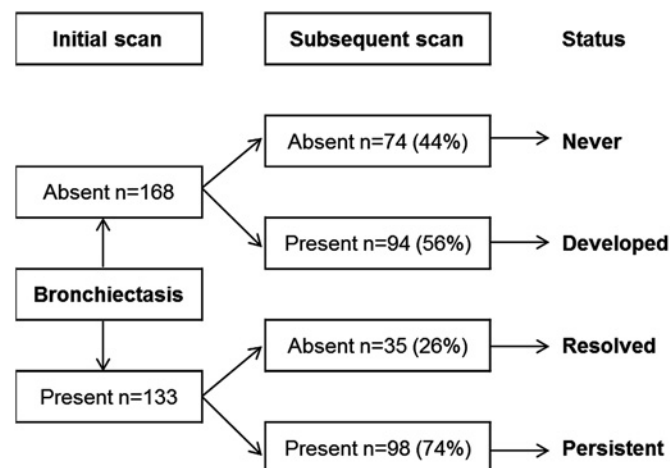 Initial scan
Subsequent scan
Status
Absent n=168
Absent n=74 (44%)
Never
Present n=94 (56%)
Developed
Bronchiectasis
Present n=133
Absent n=35 (26%)
Resolved
Present n=98 (74%)
Persistent